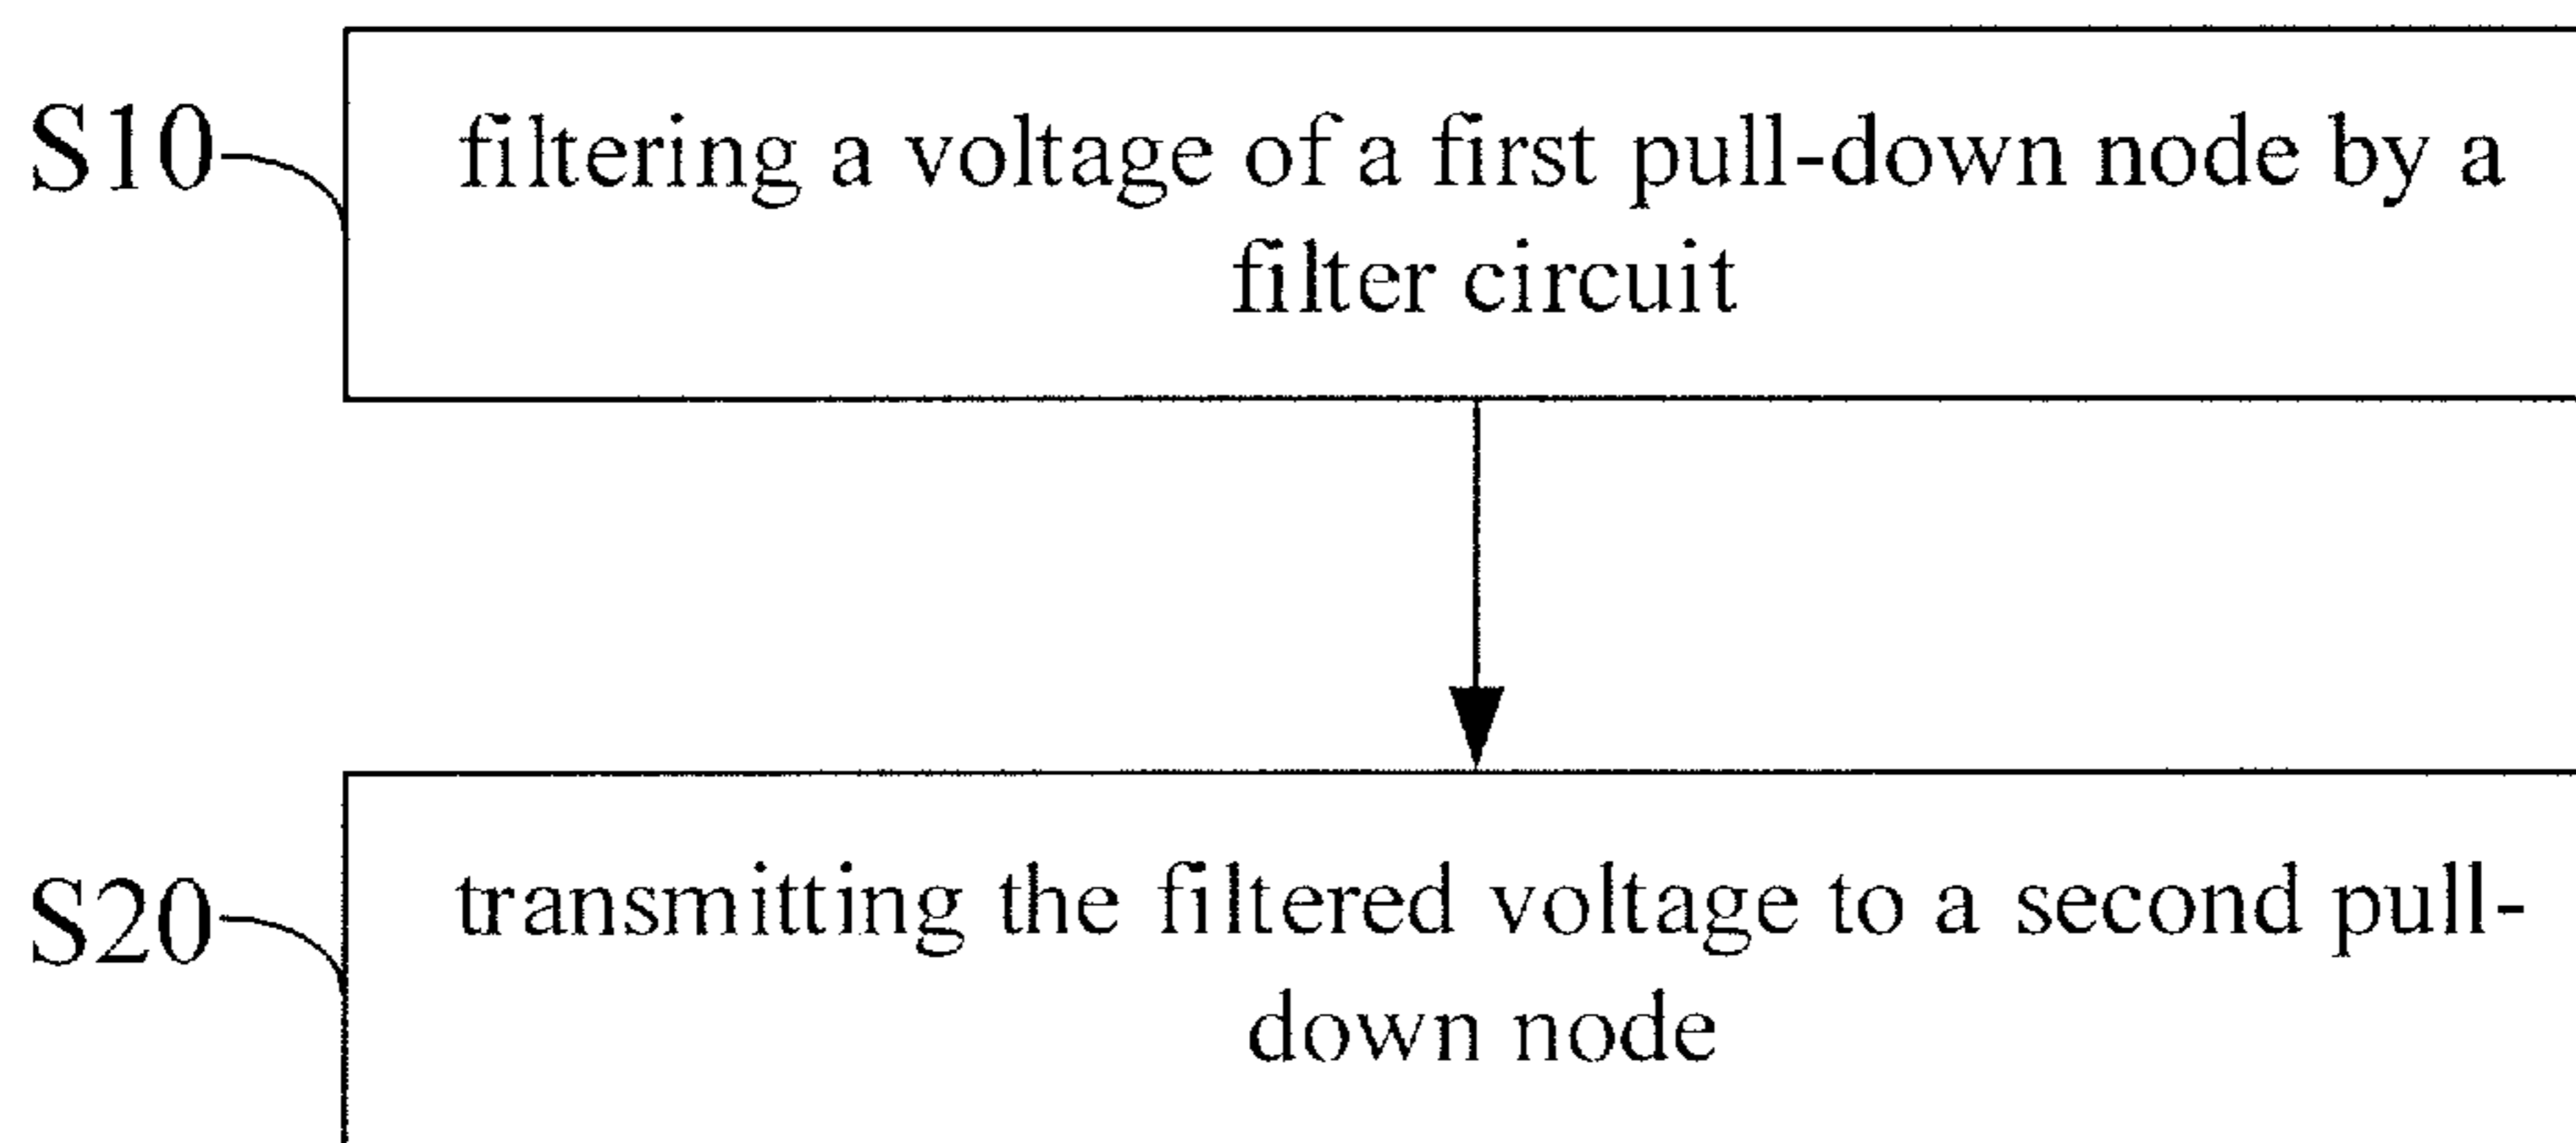 S10
filtering a voltage of a first pull-down node by a
filter circuit
S20
transmitting the filtered voltage to a second pull-
down node